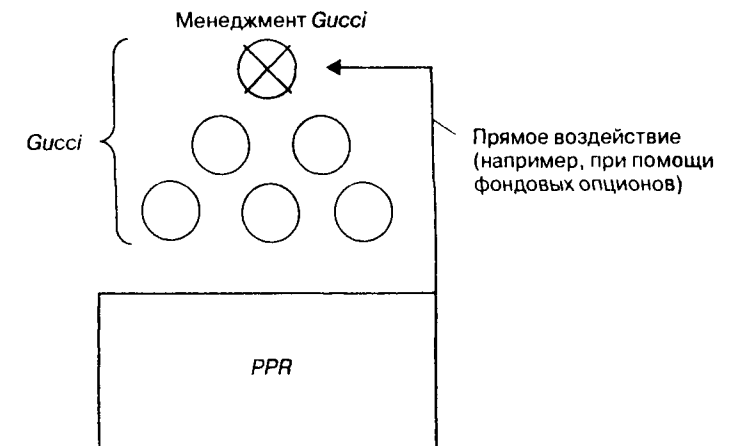 Менеджмент Gucci
Gucci
Прямое воздействие
(например, при помощи
фондовых опционов)
PPR